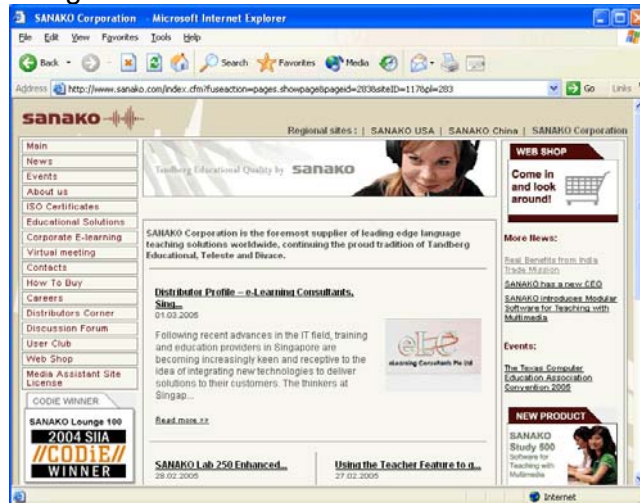 SANAKO Corporation - Microsoft Internet Explorer
File Edit View Favorites Tools Help
Back Search Favorites Media
Address http://www.sanako.com/index.cfm?fuseaction=pages.showpage&pageid=283&siteID=117&pl=283 Go Links
sanako
Regional sites: | SANAKO USA | SANAKO China | SANAKO Corporation
Main
News
Events
About us
ISO Certificates
Educational Solutions
Corporate E-learning
Virtual meeting
Contacts
How To Buy
Careers
Distributors Corner
Discussion Forum
User Club
Web Shop
Media Assistant Site
License
CODIE WINNER
SANAKO Lounge 100
2004 SIIA
//CODiE//
WINNER
Tandberg Educational Quality by sanako
SANAKO Corporation is the foremost supplier of leading edge language
teaching solutions worldwide, continuing the proud tradition of Tandberg
Educational, Teleste and Divace.
Distributor Profile – e-Learning Consultants,
Sing...
01.03.2005
Following recent advances in the IT field, training
and education providers in Singapore are
becoming increasingly keen and receptive to the
idea of integrating new technologies to deliver
solutions to their customers. The thinkers at
Singap...
eLC
eLearning Consultants Pte Ltd
Read more >>
SANAKO Lab 250 Enhanced...
28.02.2005
Using the Teacher Feature to g...
27.02.2005
WEB SHOP
Come in
and look
around!
More News:
Real Benefits from India
Trade Mission
SANAKO has a new CEO
SANAKO introduces Modular
Software for Teaching with
Multimedia
Events:
The Texas Computer
Education Association
Convention 2005
NEW PRODUCT
SANAKO
Study 500
Software for
Teaching with
Multimedia
Internet